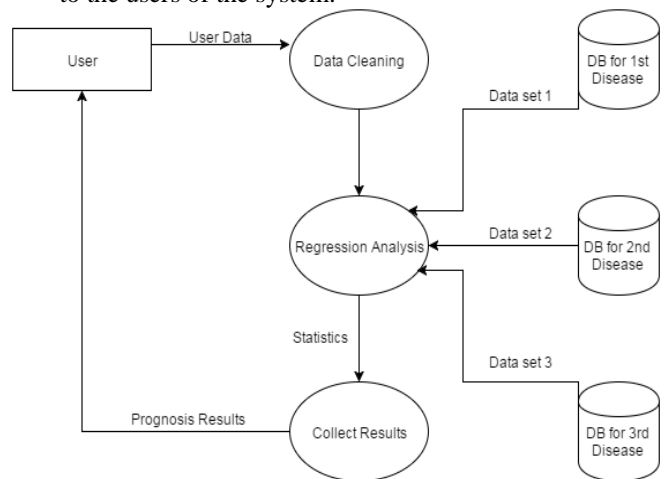 to the users of the system.
User Data
User
Data Cleaning
DB for 1st
Disease
Data set 1
Regression Analysis
Data set 2
DB for 2nd
Disease
Statistics
Data set 3
Prognosis Results
Collect Results
DB for 3rd
Disease